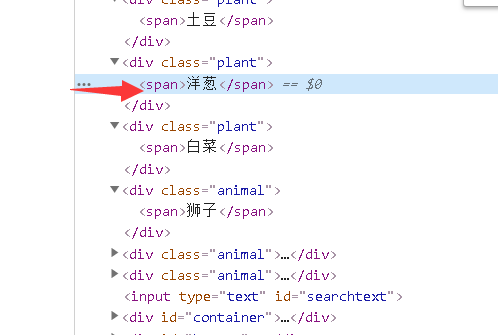 <div class="plant">
<span>土豆</span>
</div>
▼<div class="plant">
••• <span>洋葱</span> == $0
</div>
▼<div class="plant">
<span>白菜</span>
</div>
▼<div class="animal">
<span>狮子</span>
</div>
▶<div class="animal">…</div>
▶<div class="animal">…</div>
<input type="text" id="searchtext">
▶<div id="container">…</div>